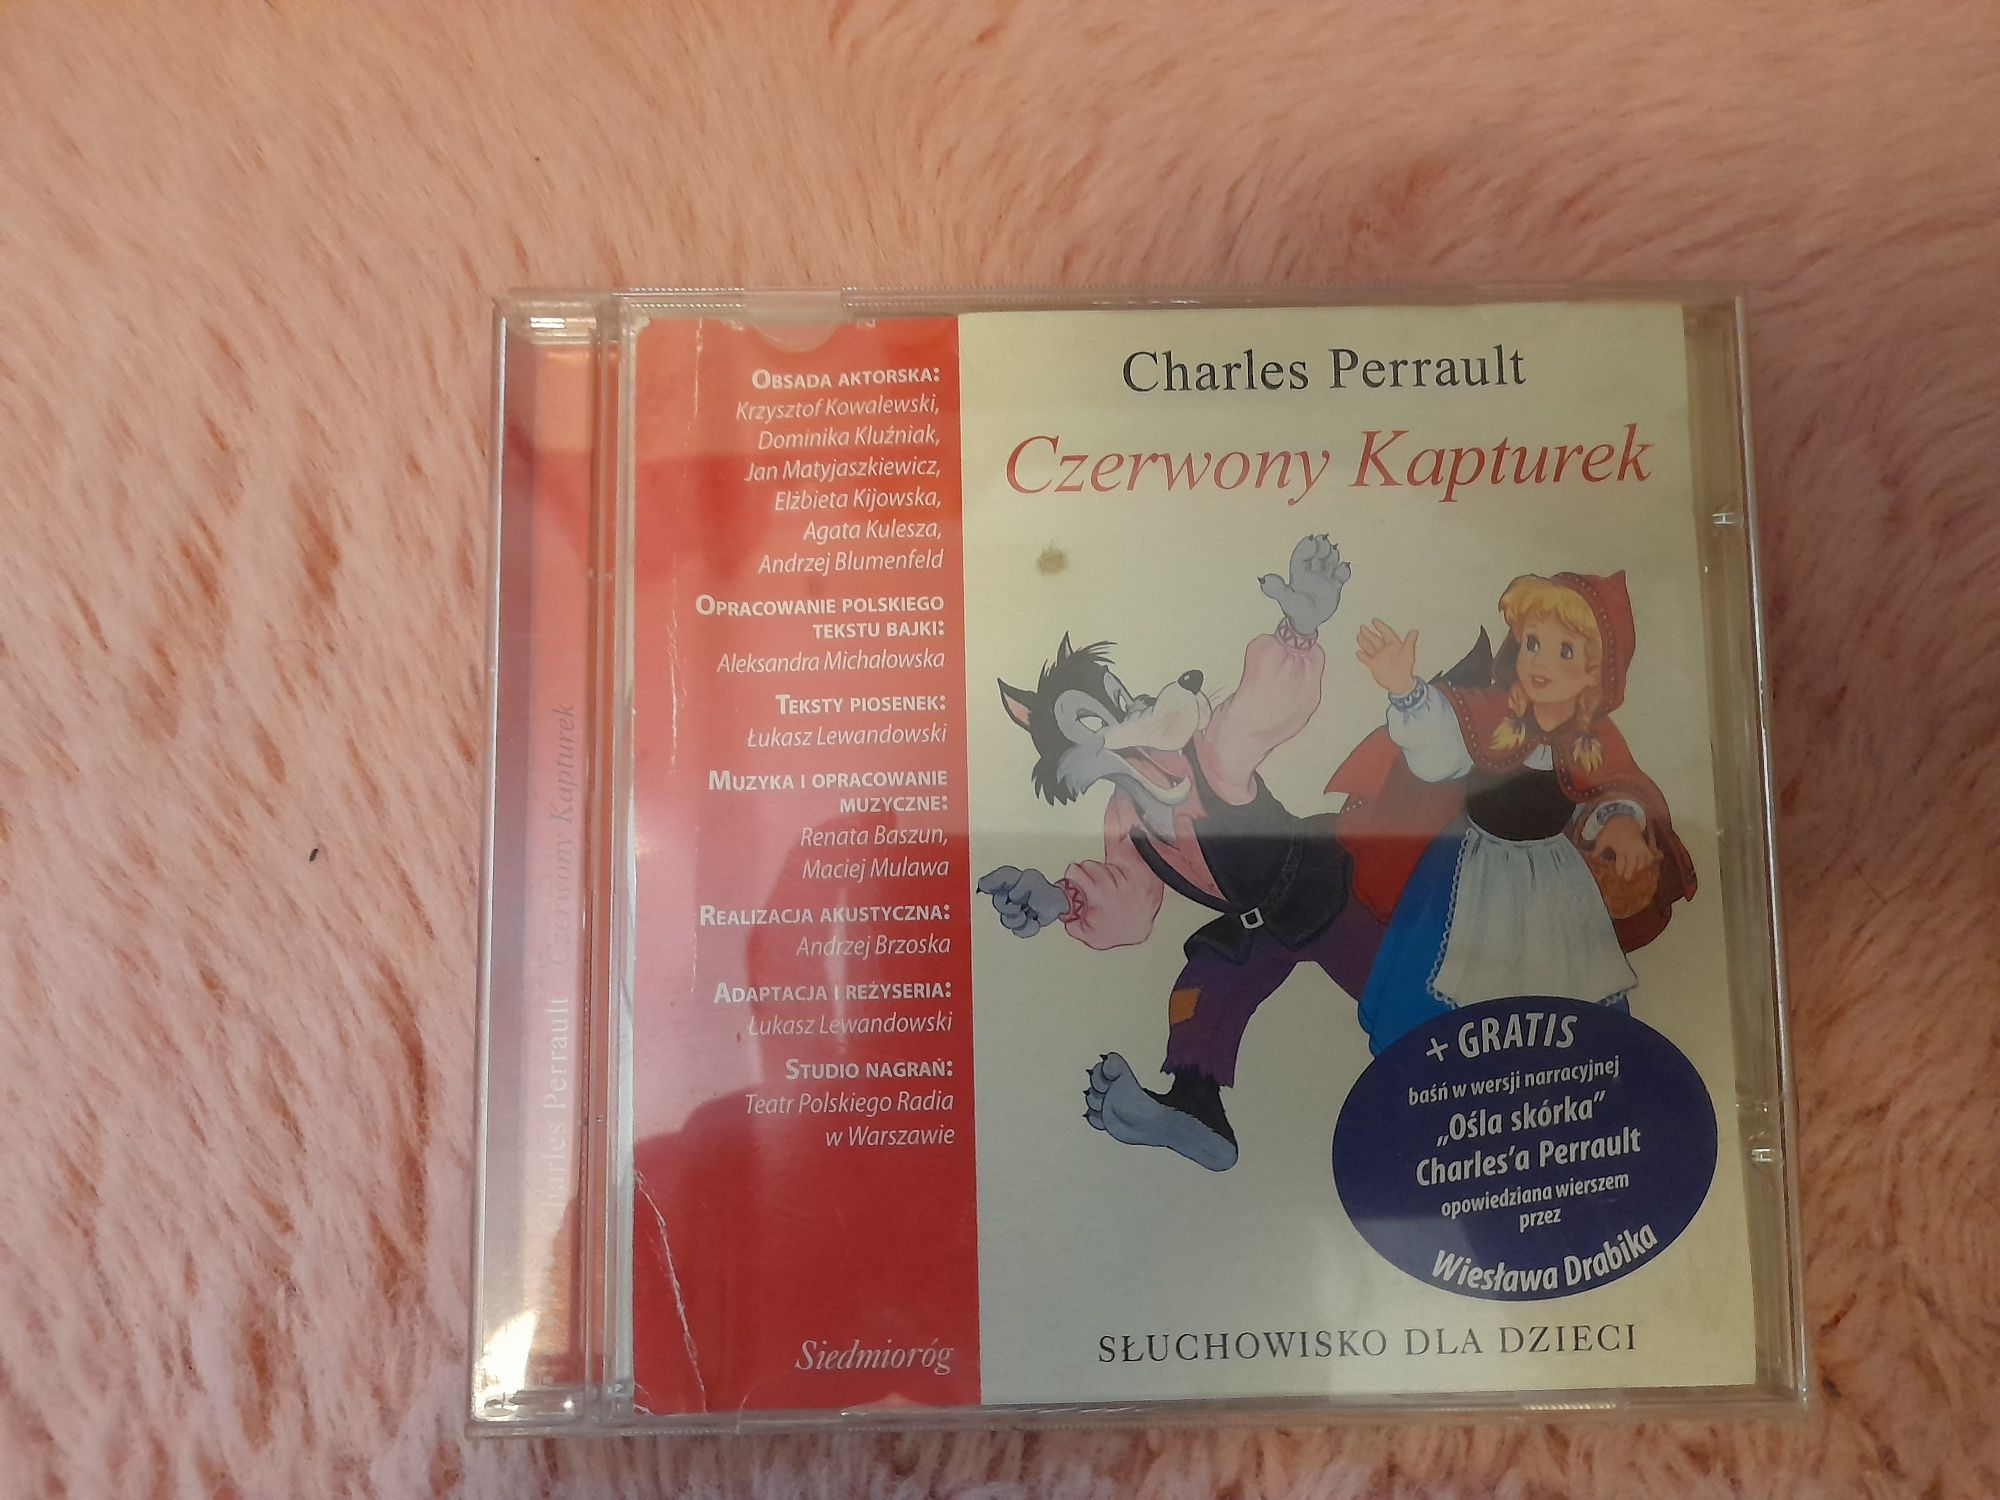 Charles Perrault Czerwony Kapturek
OBSADA AKTORSKA:
Krzysztof Kowalewski,
Dominika Kluźniak,
Jan Matyjaszkiewicz,
Elżbieta Kijowska,
Agata Kulesza,
Andrzej Blumenfeld
OPRACOWANIE POLSKIEGO
TEKSTU BAJKI:
Aleksandra Michałowska
TEKSTY PIOSENEK:
Łukasz Lewandowski
MUZYKA I OPRACOWANIE
MUZYCZNE:
Renata Baszun,
Maciej Mulawa
REALIZACJA AKUSTYCZNA:
Andrzej Brzoska
ADAPTACJA I REŻYSERIA:
Łukasz Lewandowski
STUDIO NAGRAŃ:
Teatr Polskiego Radia
w Warszawie
Siedmioróg
Charles Perrault
Czerwony Kapturek
+ GRATIS
baśń w wersji narracyjnej
„Ośla skórka”
Charles'a Perrault
opowiedziana wierszem
przez
Wiesława Drabika
SŁUCHOWISKO DLA DZIECI